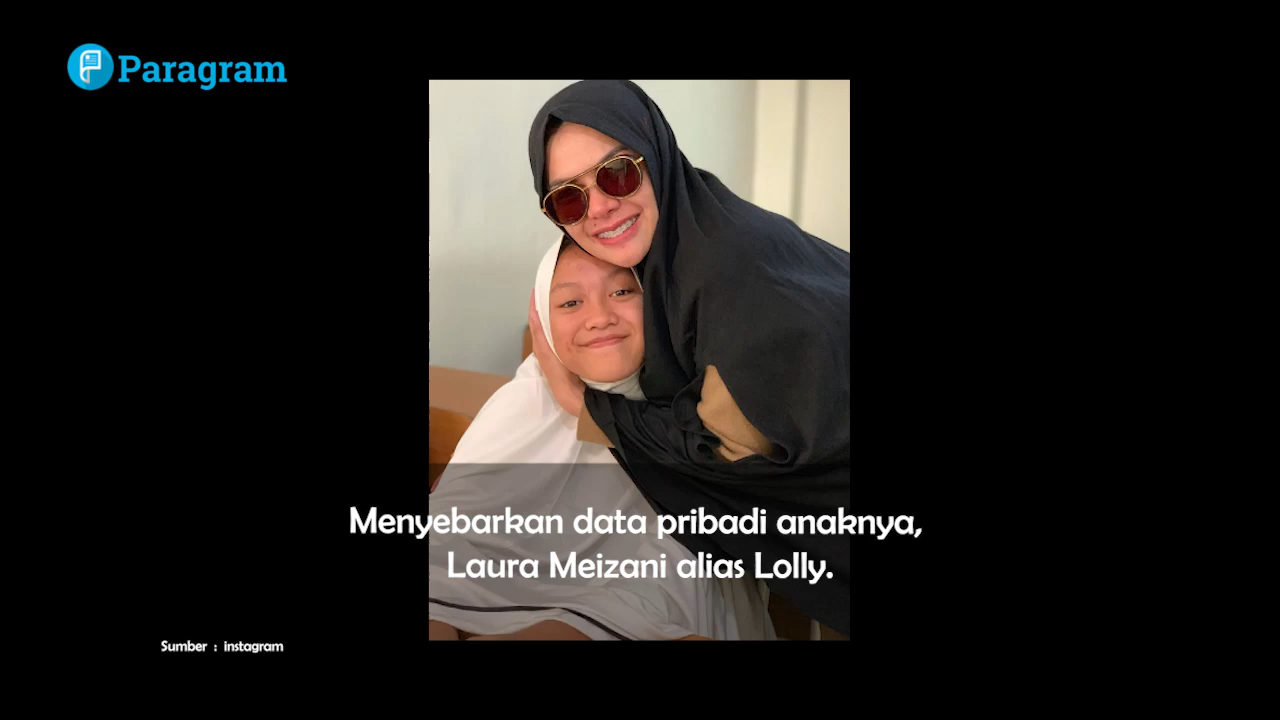 Paragram
Menyebarkan data pribadi anaknya,
Laura Meizani alias Lolly.
Sumber : instagram